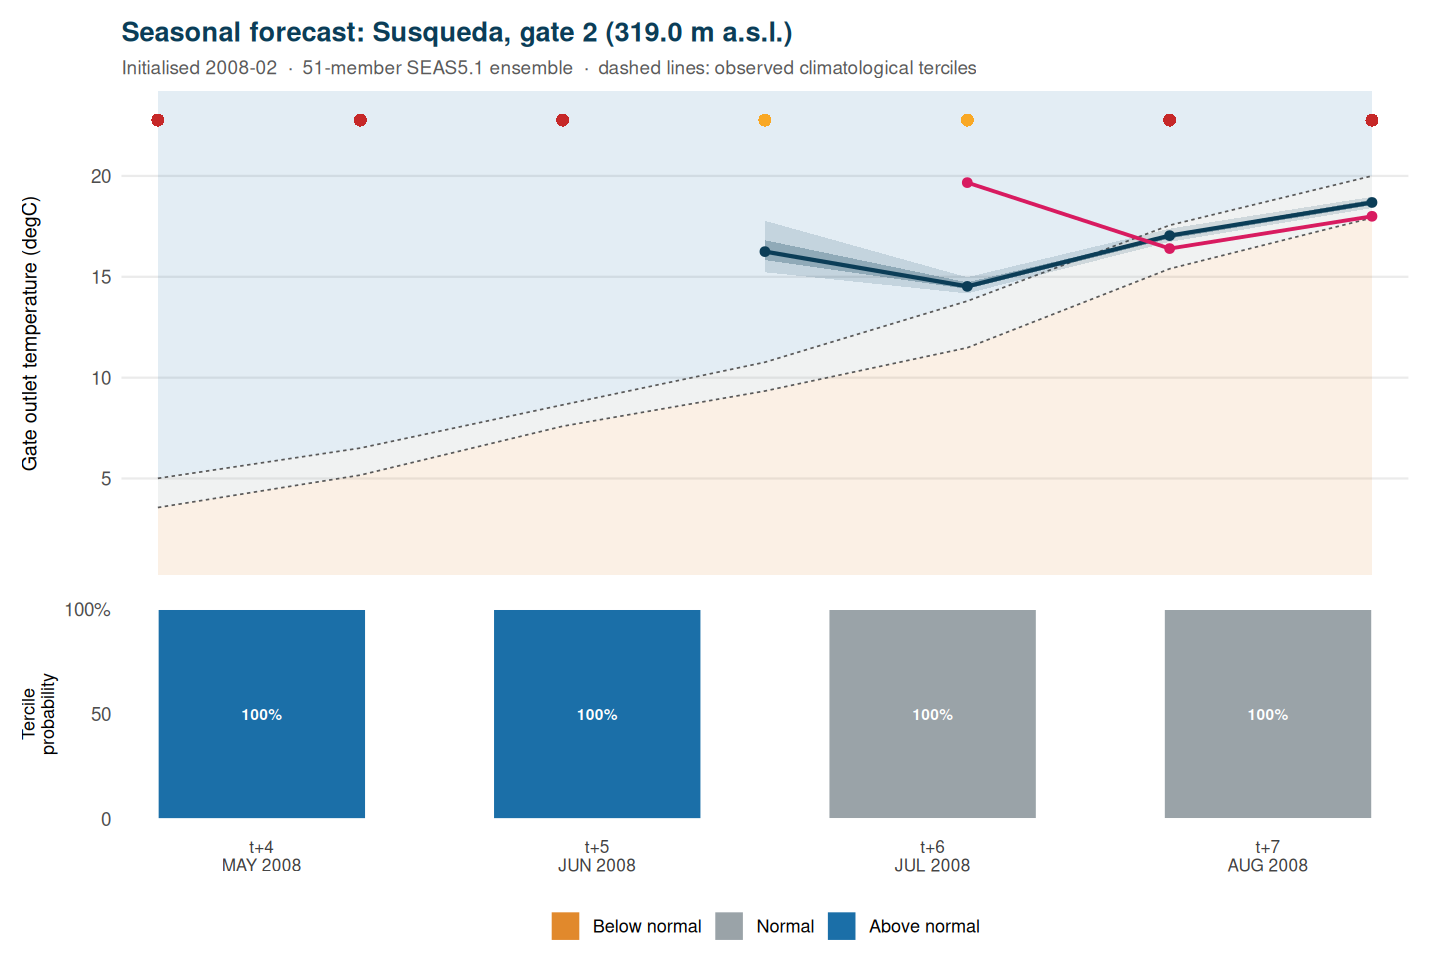 Seasonal forecast: Susqueda, gate 2 (319.0 m a.s.l.)
Initialised 2008-02 · 51-member SEAS5.1 ensemble · dashed lines: observed climatological terciles
Gate outlet temperature (degC)
20
15
10
5
Tercile
probability
100%
50
0
100%
100%
100%
100%
t+4
MAY 2008
t+5
JUN 2008
t+6
JUL 2008
t+7
AUG 2008
Below normal
Normal
Above normal